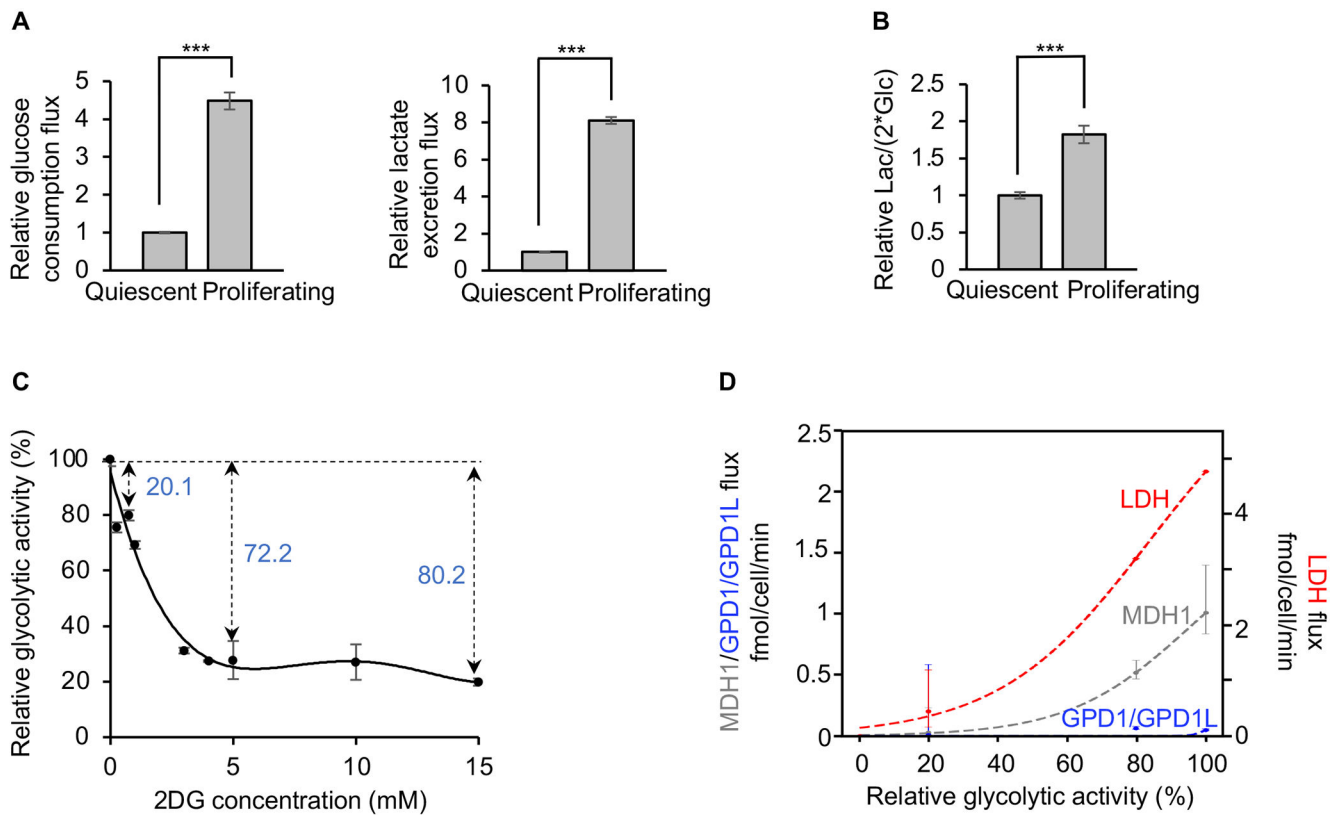 A
***
Relative glucose
consumption flux
5
4
3
2
1
0
Quiescent Proliferating
***
Relative lactate
excretion flux
10
8
6
4
2
0
Quiescent Proliferating
B
***
Relative Lac/(2*Glc)
2.5
2
1.5
1
0.5
0
Quiescent Proliferating
C
Relative glycolytic activity (%)
100
80
60
40
20
0
20.1
72.2
80.2
0 5 10 15
2DG concentration (mM)
D
MDH1/GPD1/GPD1L flux
fmol/cell/min
2.5
2
1.5
1
0.5
0
LDH
MDH1
GPD1/GPD1L
4
2
0
LDH flux
fmol/cell/min
0 20 40 60 80 100
Relative glycolytic activity (%)